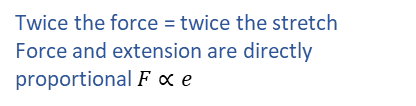 Twice the force = twice the stretch
Force and extension are directly
proportional F ∝ e